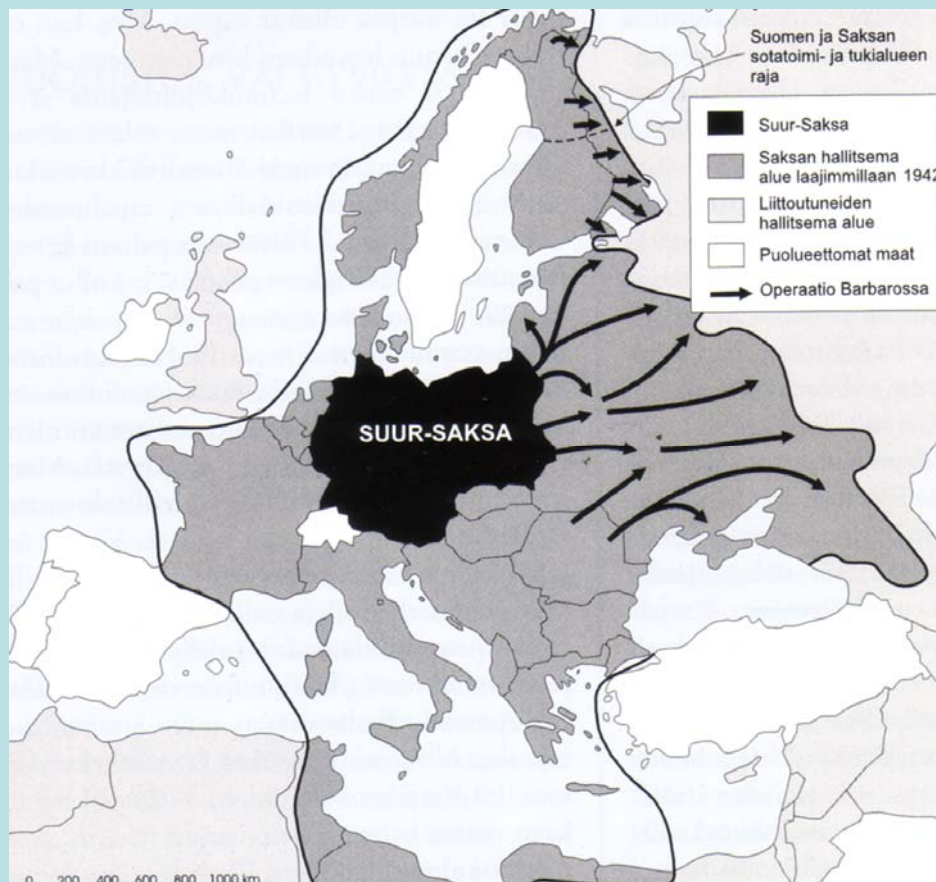 Suomen ja Saksan
sotatoimi- ja tukialueen
raja
Suur-Saksa
Saksan hallitsema
alue laajimmillaan 1942
Liittoutuneiden
hallitsema alue
Puolueettomat maat
Operaatio Barbarossa
SUUR-SAKSA
0 200 400 600 800 1000 km